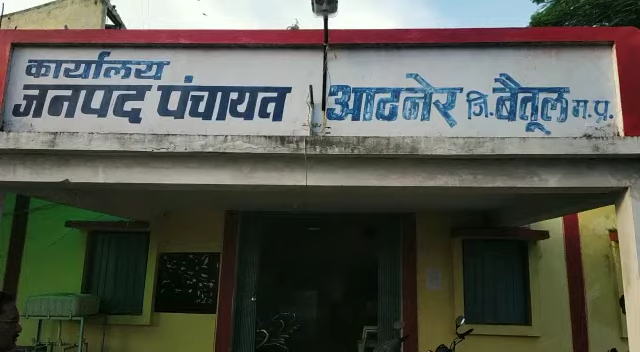 कार्यालय
जनपद पंचायत आठनेर जि. बैतूल म.प्र.